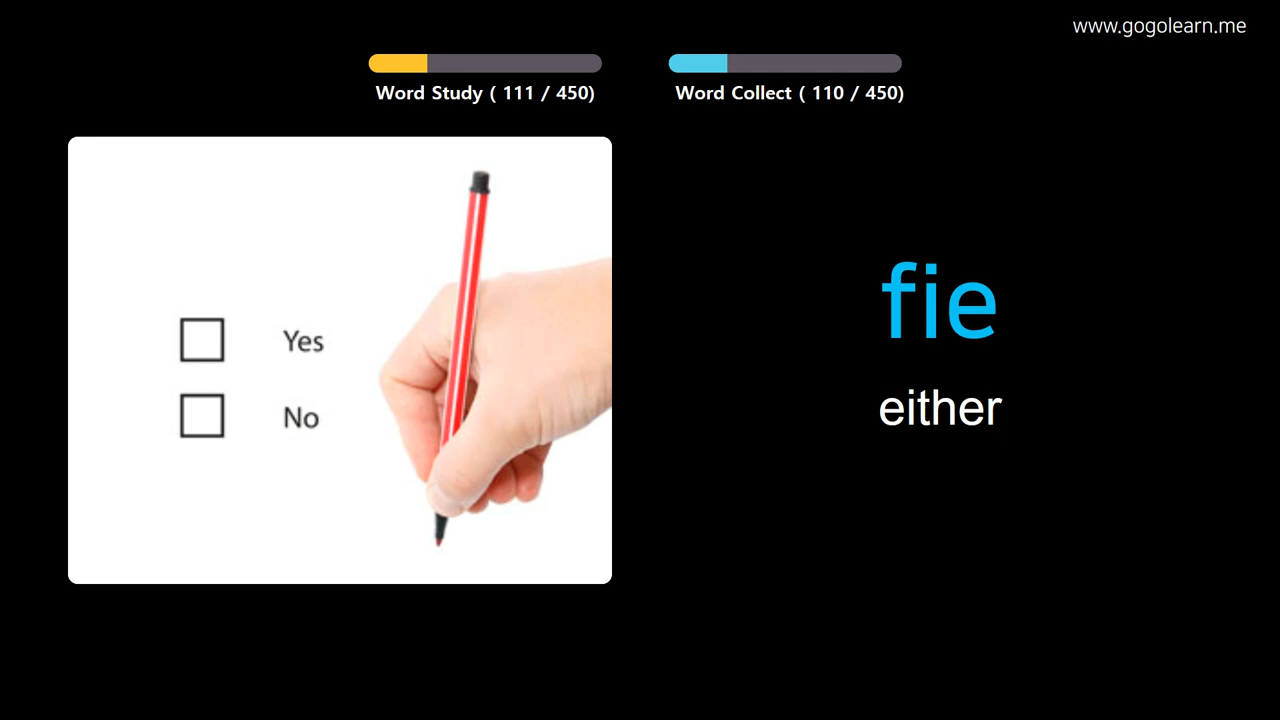 www.gogolearn.me
Word Study ( 111 / 450)
Word Collect ( 110 / 450)
Yes
No
fie
either